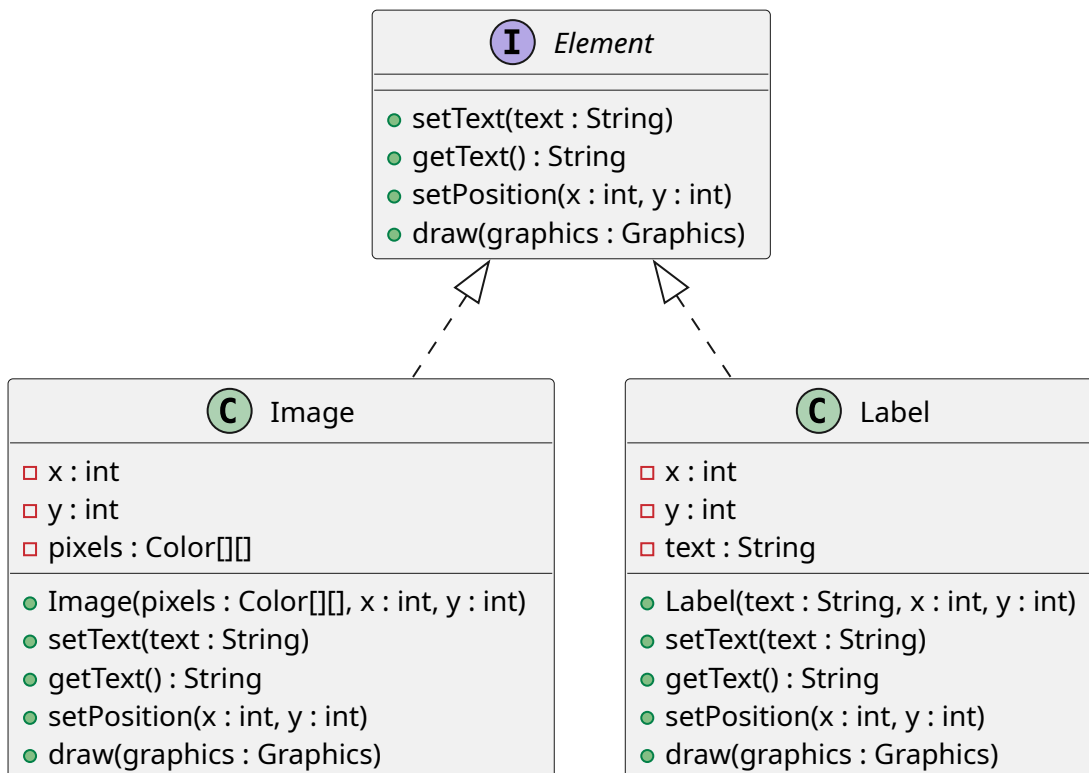 I Element
setText(text : String)
getText() : String
setPosition(x : int, y : int)
draw(graphics : Graphics)
C Image
x : int
y : int
pixels : Color[][]
Image(pixels : Color[][], x : int, y : int)
setText(text : String)
getText() : String
setPosition(x : int, y : int)
draw(graphics : Graphics)
C Label
x : int
y : int
text : String
Label(text : String, x : int, y : int)
setText(text : String)
getText() : String
setPosition(x : int, y : int)
draw(graphics : Graphics)